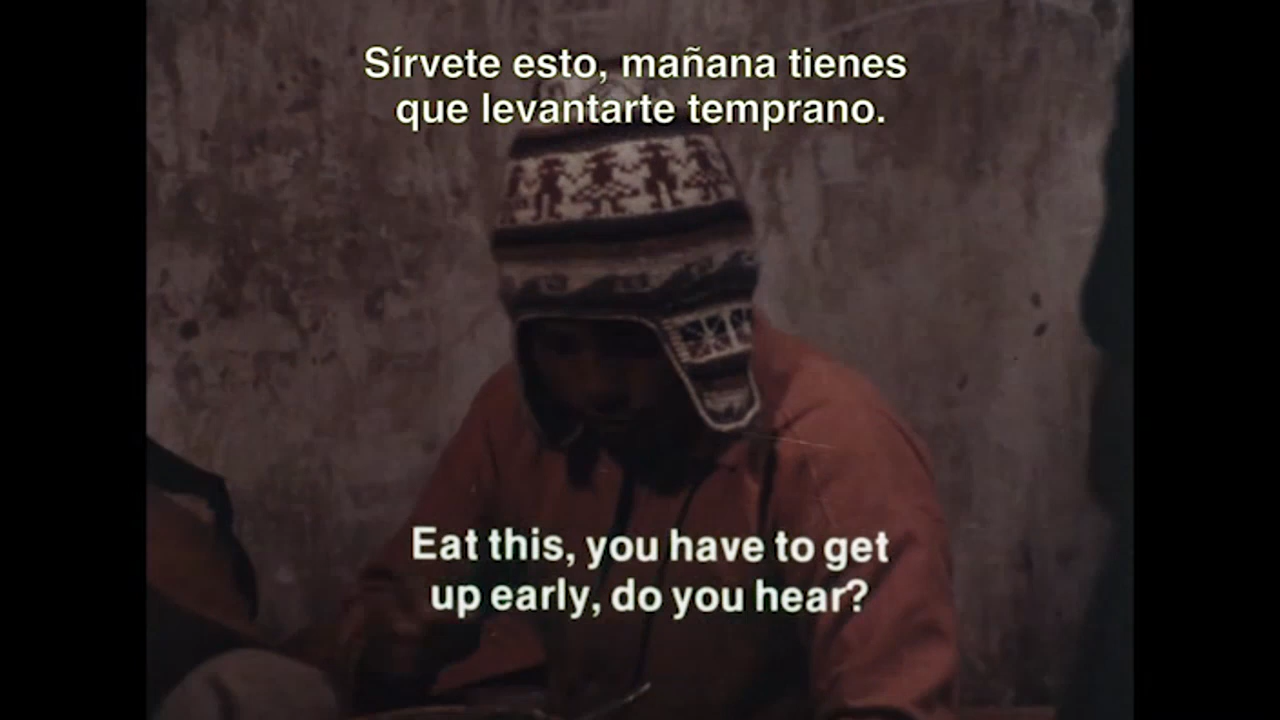 Sírvete esto, mañana tienes
que levantarte temprano.
Eat this, you have to get
up early, do you hear?